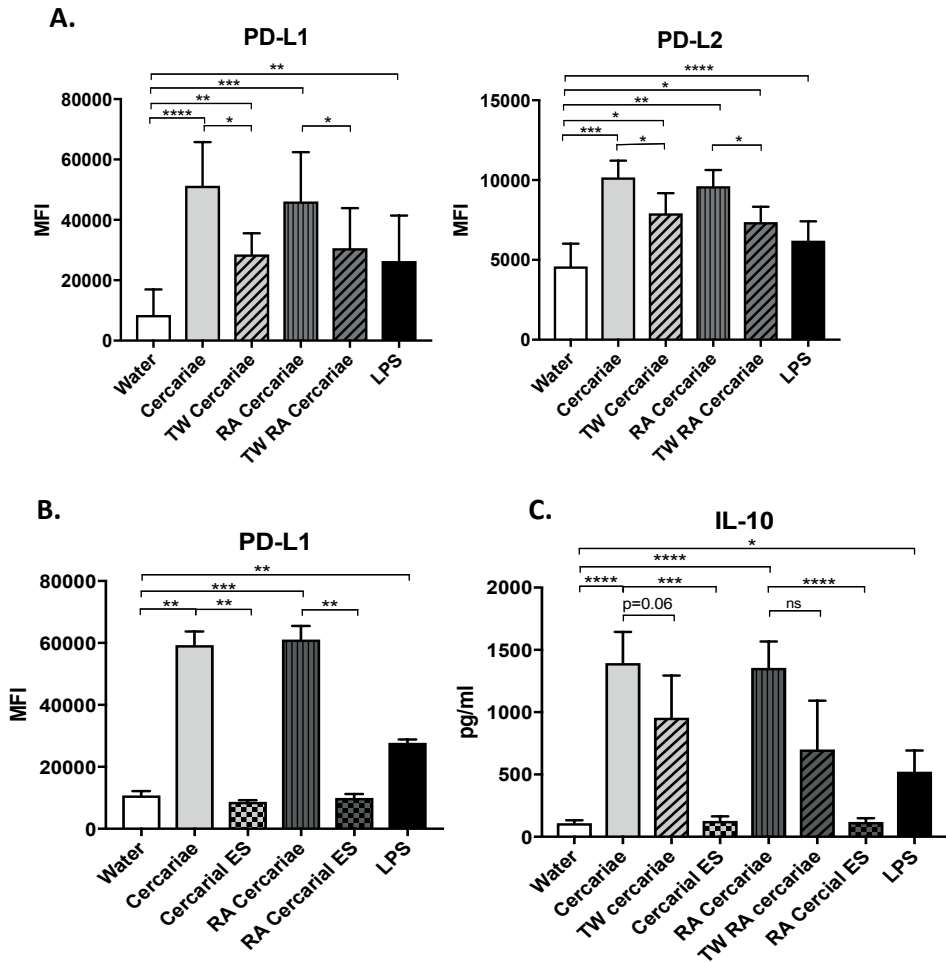 A.
PD-L1
**
***
**
****
*
*
80000
60000
40000
20000
0
MFI
Water
Cercariae
TW Cercariae
RA Cercariae
TW RA Cercariae
LPS
PD-L2
****
*
**
*
***
*
*
15000
10000
5000
0
MFI
Water
Cercariae
TW Cercariae
RA Cercariae
TW RA Cercariae
LPS
B.
PD-L1
**
***
**
**
**
80000
60000
40000
20000
0
MFI
Water
Cercariae
Cercarial ES
RA Cercariae
RA Cercarial ES
LPS
C.
IL-10
*
****
****
***
****
p=0.06
ns
2000
1500
1000
500
0
pg/ml
Water
Cercariae
TW cercariae
Cercarial ES
RA Cercariae
TW RA cercariae
RA Cercial ES
LPS